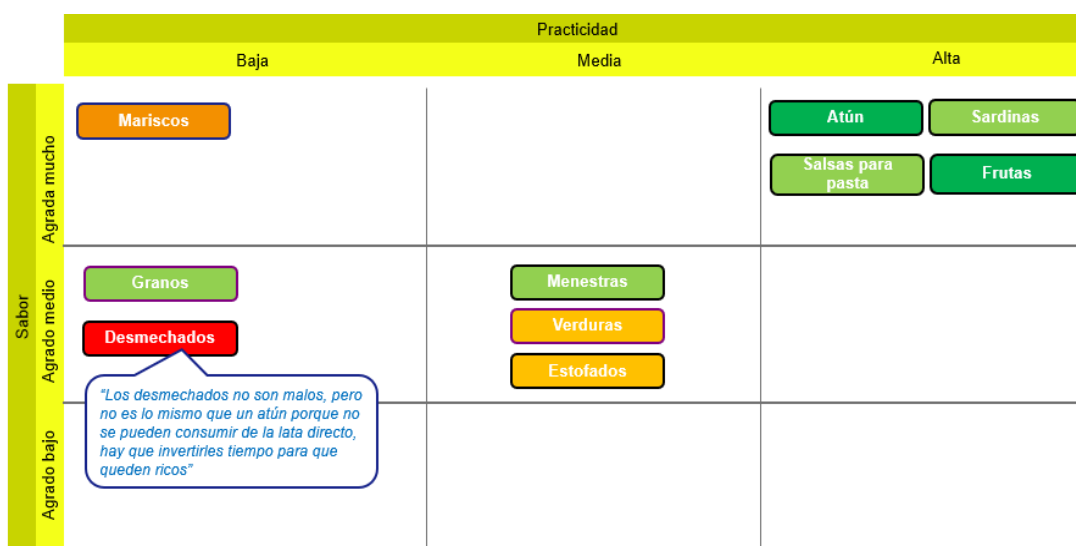 Practicidad
Baja
Media
Alta
Sabor
Agrada mucho
Mariscos
Atún
Sardinas
Salsas para
pasta
Frutas
Agrado medio
Granos
Menestras
Desmechados
Verduras
Estofados
“Los desmechados no son malos, pero
no es lo mismo que un atún porque no
se pueden consumir de la lata directo,
hay que invertirles tiempo para que
queden ricos”
Agrado bajo